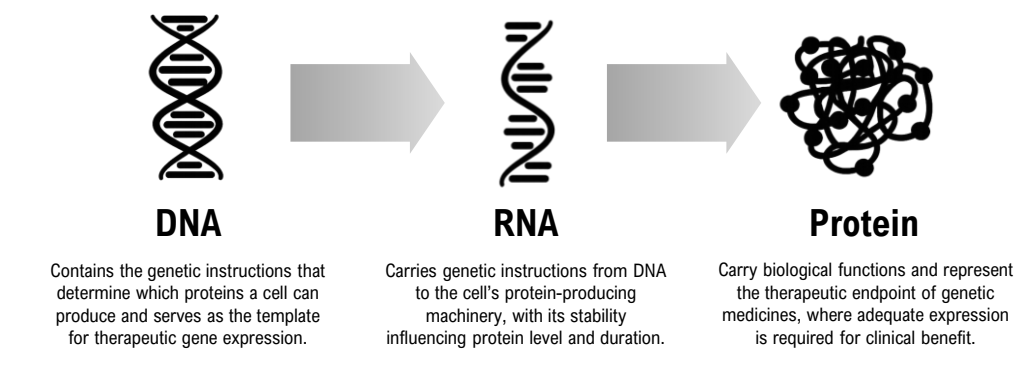 DNA
Contains the genetic instructions that
determine which proteins a cell can
produce and serves as the template
for therapeutic gene expression.
RNA
Carries genetic instructions from DNA
to the cell's protein-producing
machinery, with its stability
influencing protein level and duration.
Protein
Carry biological functions and represent
the therapeutic endpoint of genetic
medicines, where adequate expression
is required for clinical benefit.